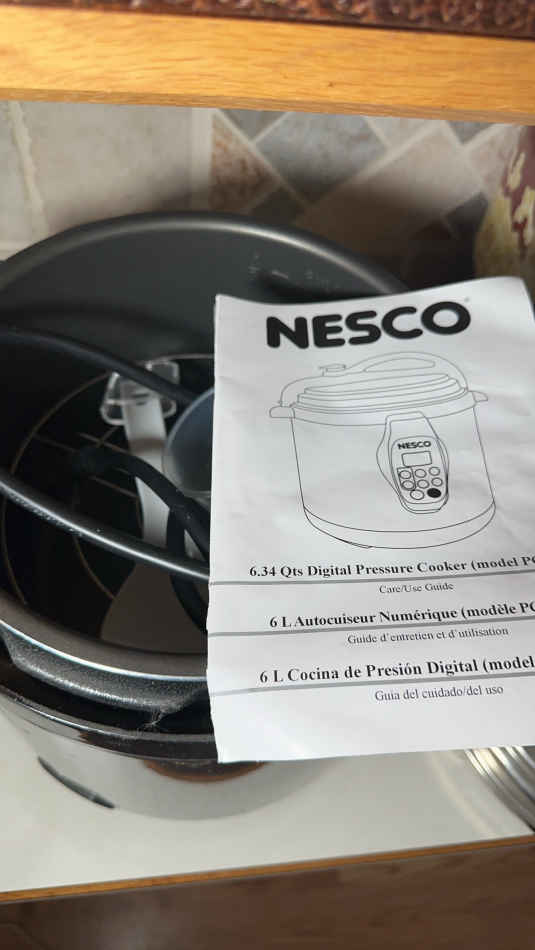 NESCO
NESCO
6.34 Qts Digital Pressure Cooker (model
Care/Use Guide
6 L Autocuiseur Numérique (modèle
Guide d'entretien et d'utilisation
6 L Cocina de Presión Digital (model
Guia del cuidado/del uso